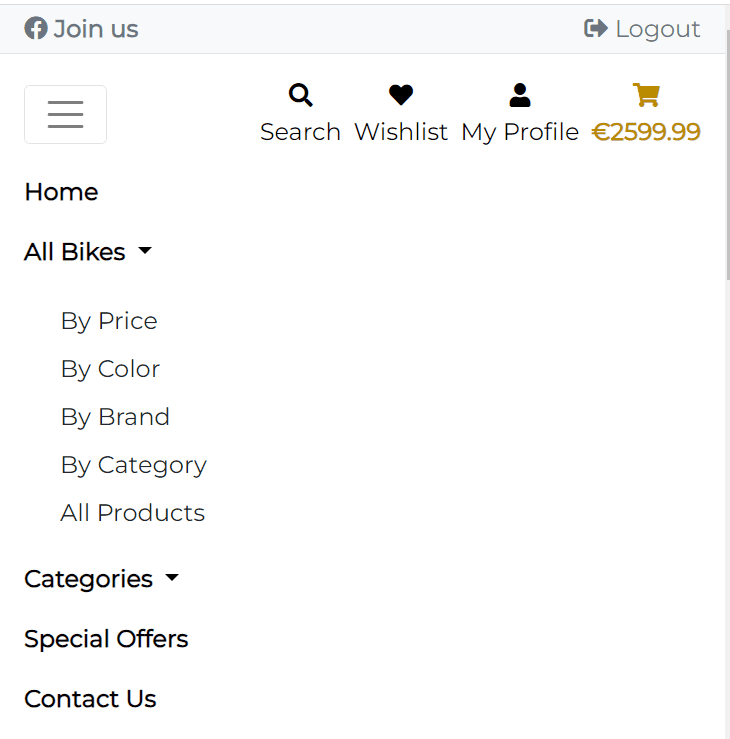 Join us Logout
Search Wishlist My Profile €2599.99
Home
All Bikes
By Price
By Color
By Brand
By Category
All Products
Categories
Special Offers
Contact Us